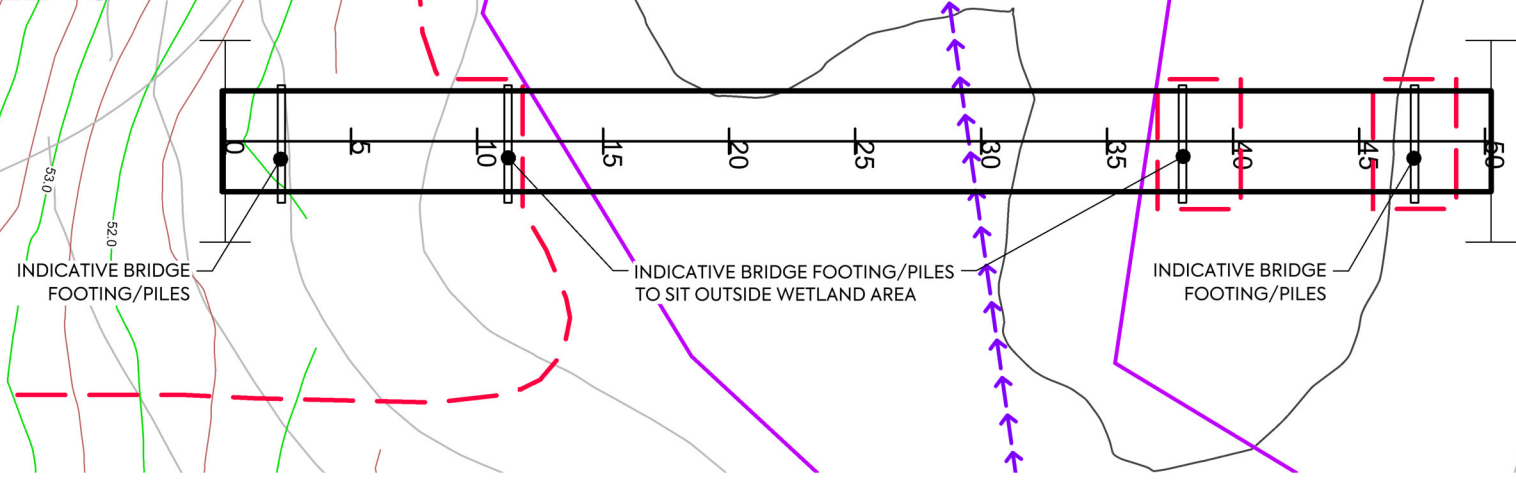 0
5
10
15
20
25
30
35
40
45
50
53.0
52.0
INDICATIVE BRIDGE
FOOTING/PILES
INDICATIVE BRIDGE FOOTING/PILES
TO SIT OUTSIDE WETLAND AREA
INDICATIVE BRIDGE
FOOTING/PILES